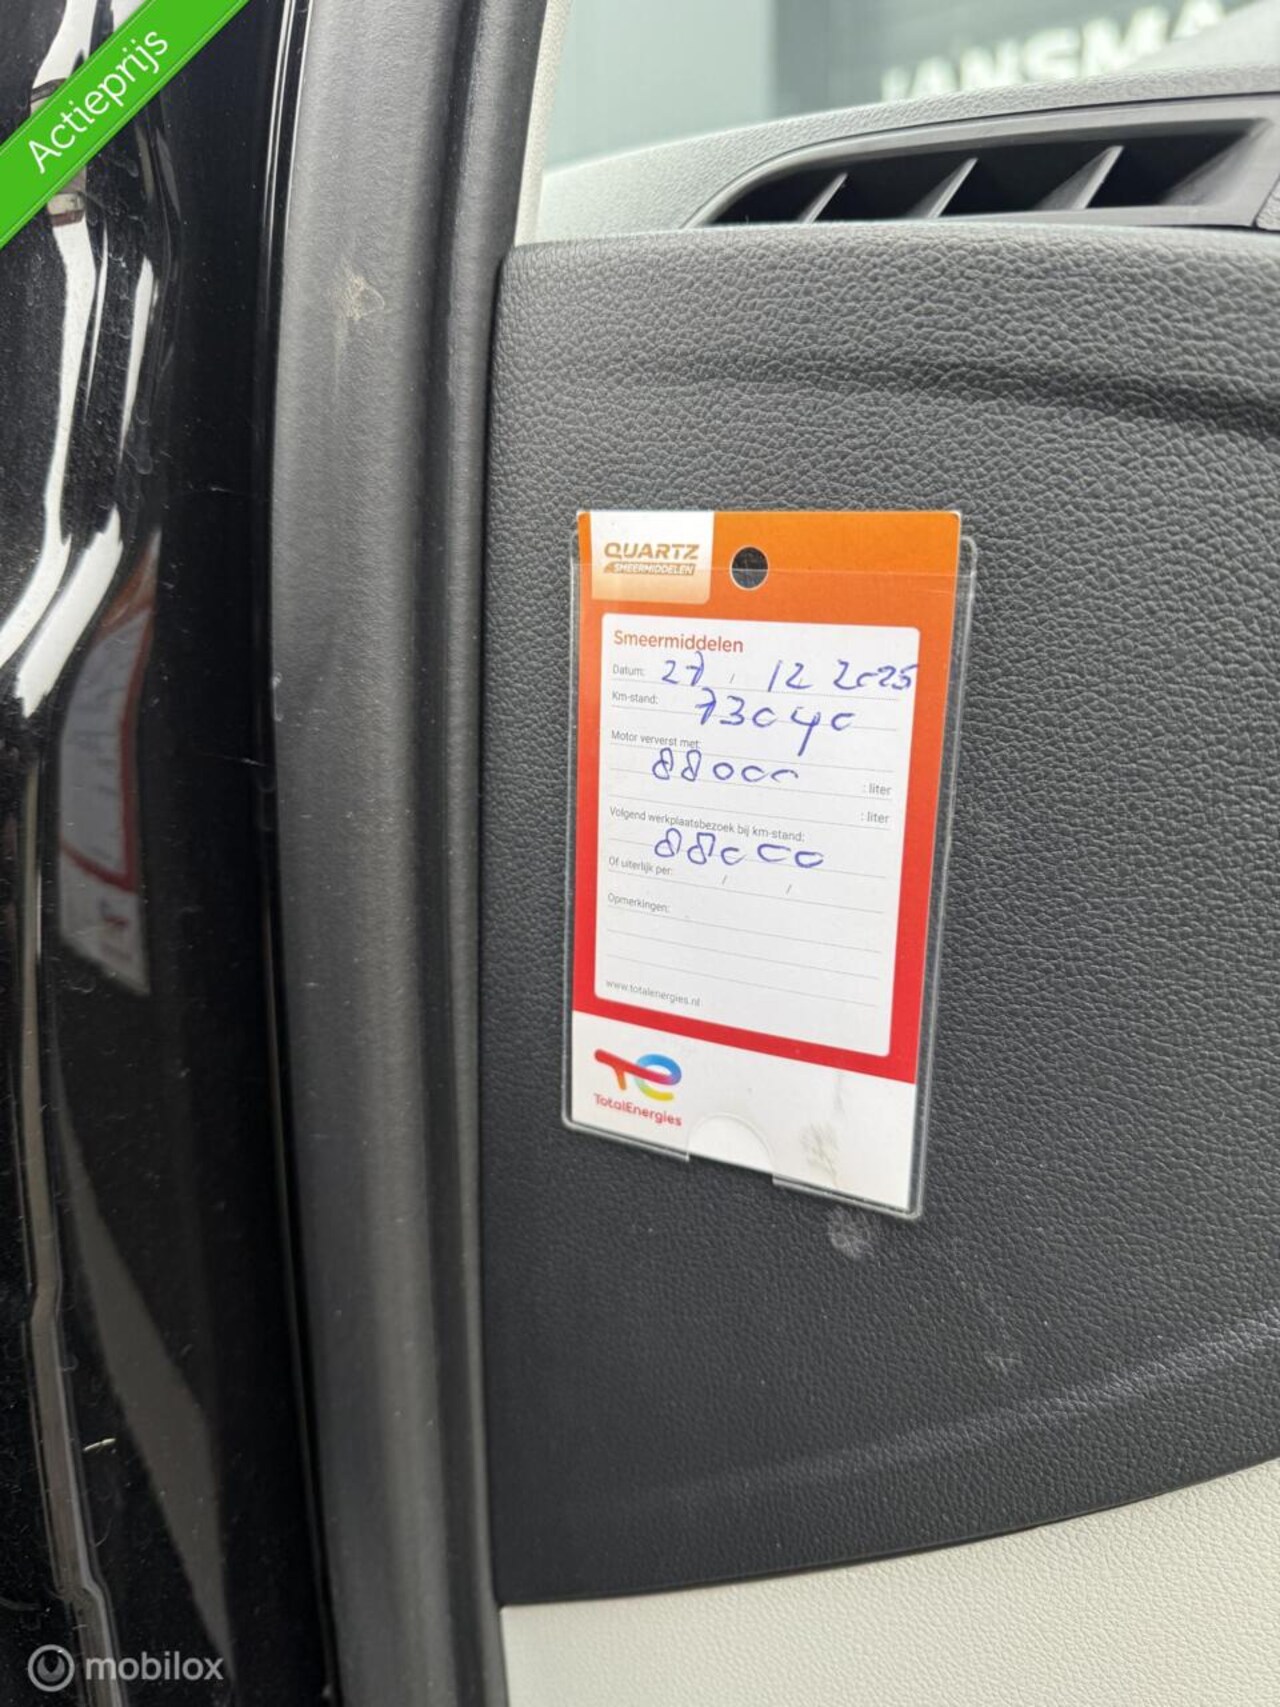 Actieprijs
JANSMA
QUARTZ
SMEERMIDDELEN
Smeermiddelen
Datum: 27 / 12 2025
Km-stand: 73040
Motor ververst met:
88000 : liter
: liter
Volgend werkplaatsbezoek bij km-stand:
88000
Of uiterlijk per: / /
Opmerkingen:
www.totalenergies.nl
TotalEnergies
mobilox